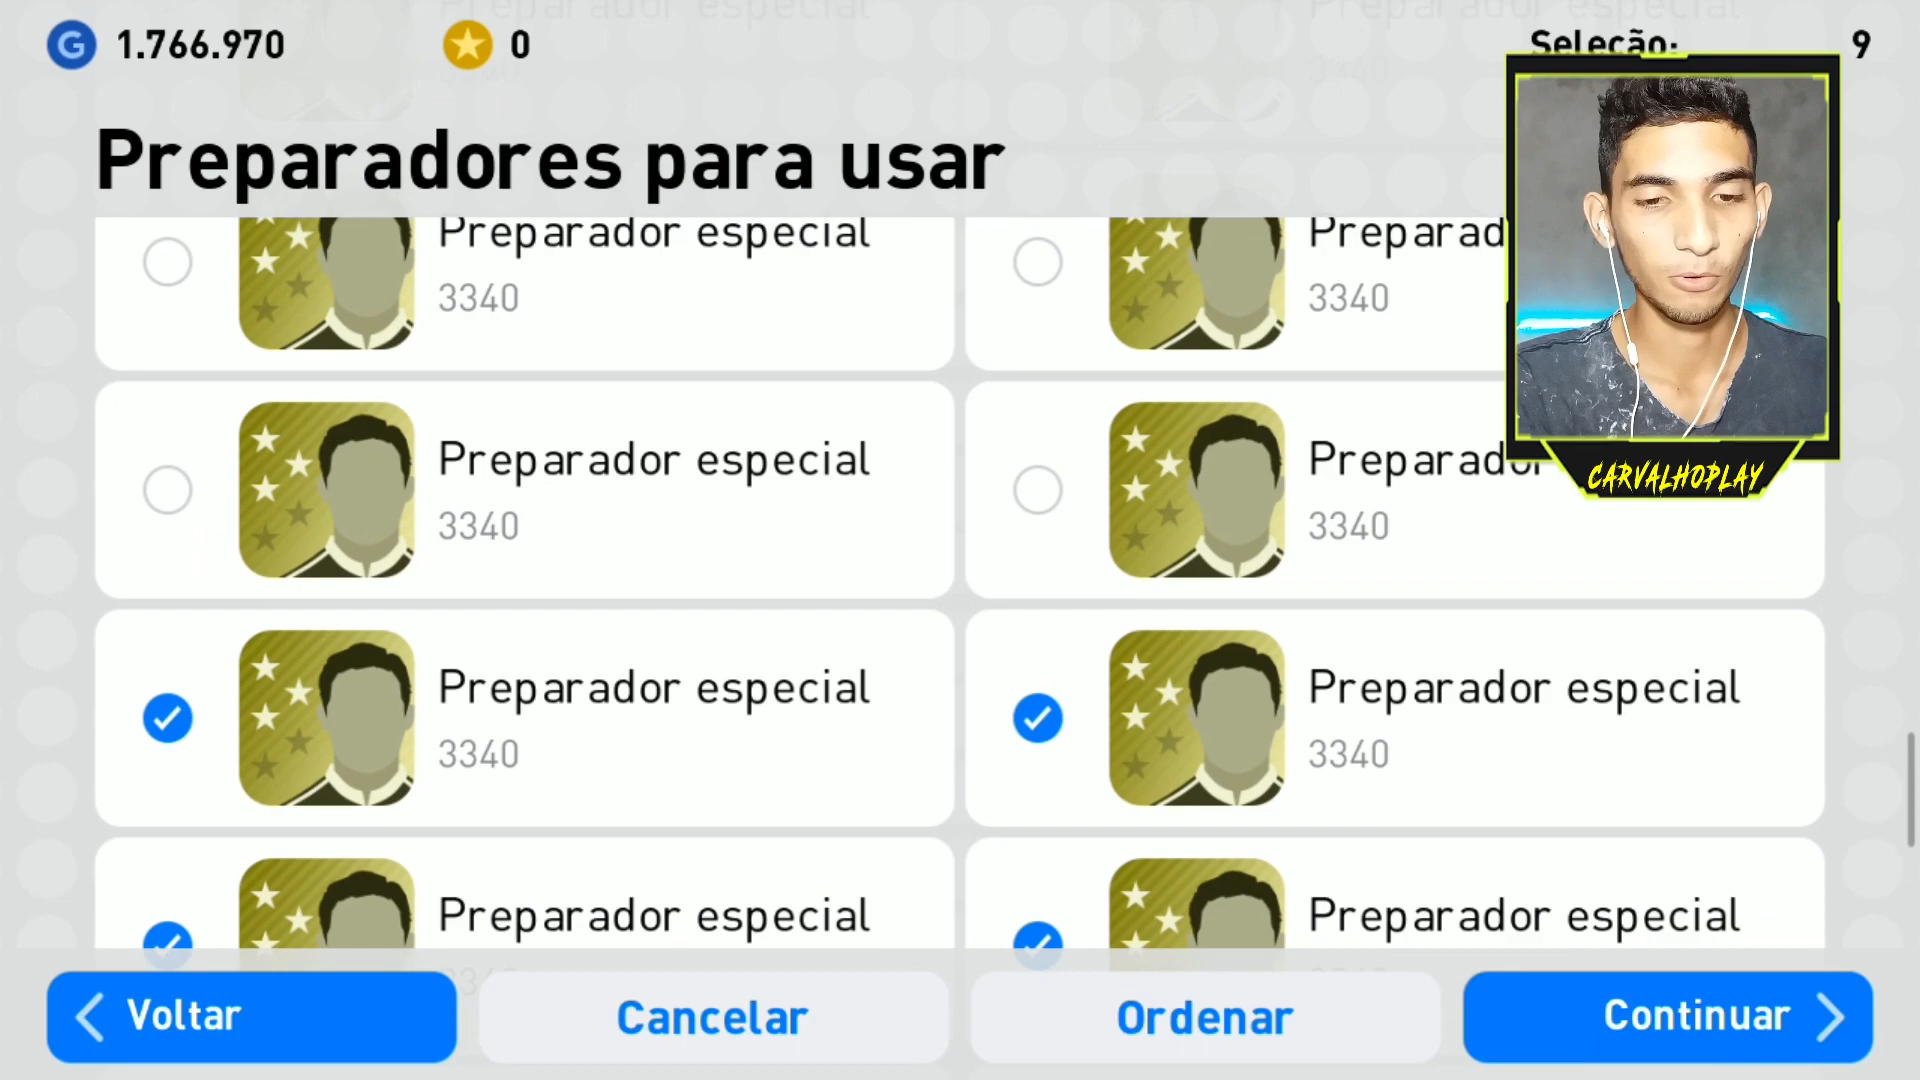 G 1.766.970
0
Seleção:
9
Preparadores para usar
Preparador especial
3340
Preparad
3340
Preparador especial
3340
Preparador
3340
Preparador especial
3340
Preparador especial
3340
Preparador especial
Preparador especial
Voltar
Cancelar
Ordenar
Continuar
CARVALHOPLAY